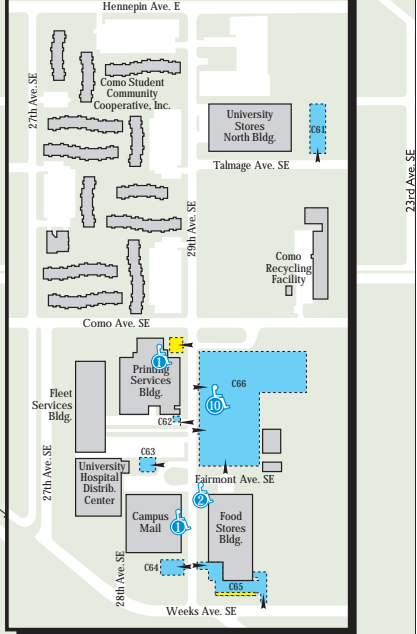 Hennepin Ave. E
27th Ave. SE
Como Student
Community
Cooperative, Inc.
University
Stores
North Bldg.
C61
Talmage Ave. SE
23rd Ave. SE
29th Ave. SE
Como
Recycling
Facility
Como Ave. SE
1
Printing
Services
Bldg.
C66
10
Fleet
Services
Bldg.
C62
C63
27th Ave. SE
University
Hospital
Distrib.
Center
Fairmont Ave. SE
2
Campus
Mail
1
Food
Stores
Bldg.
28th Ave. SE
C64
C65
Weeks Ave. SE